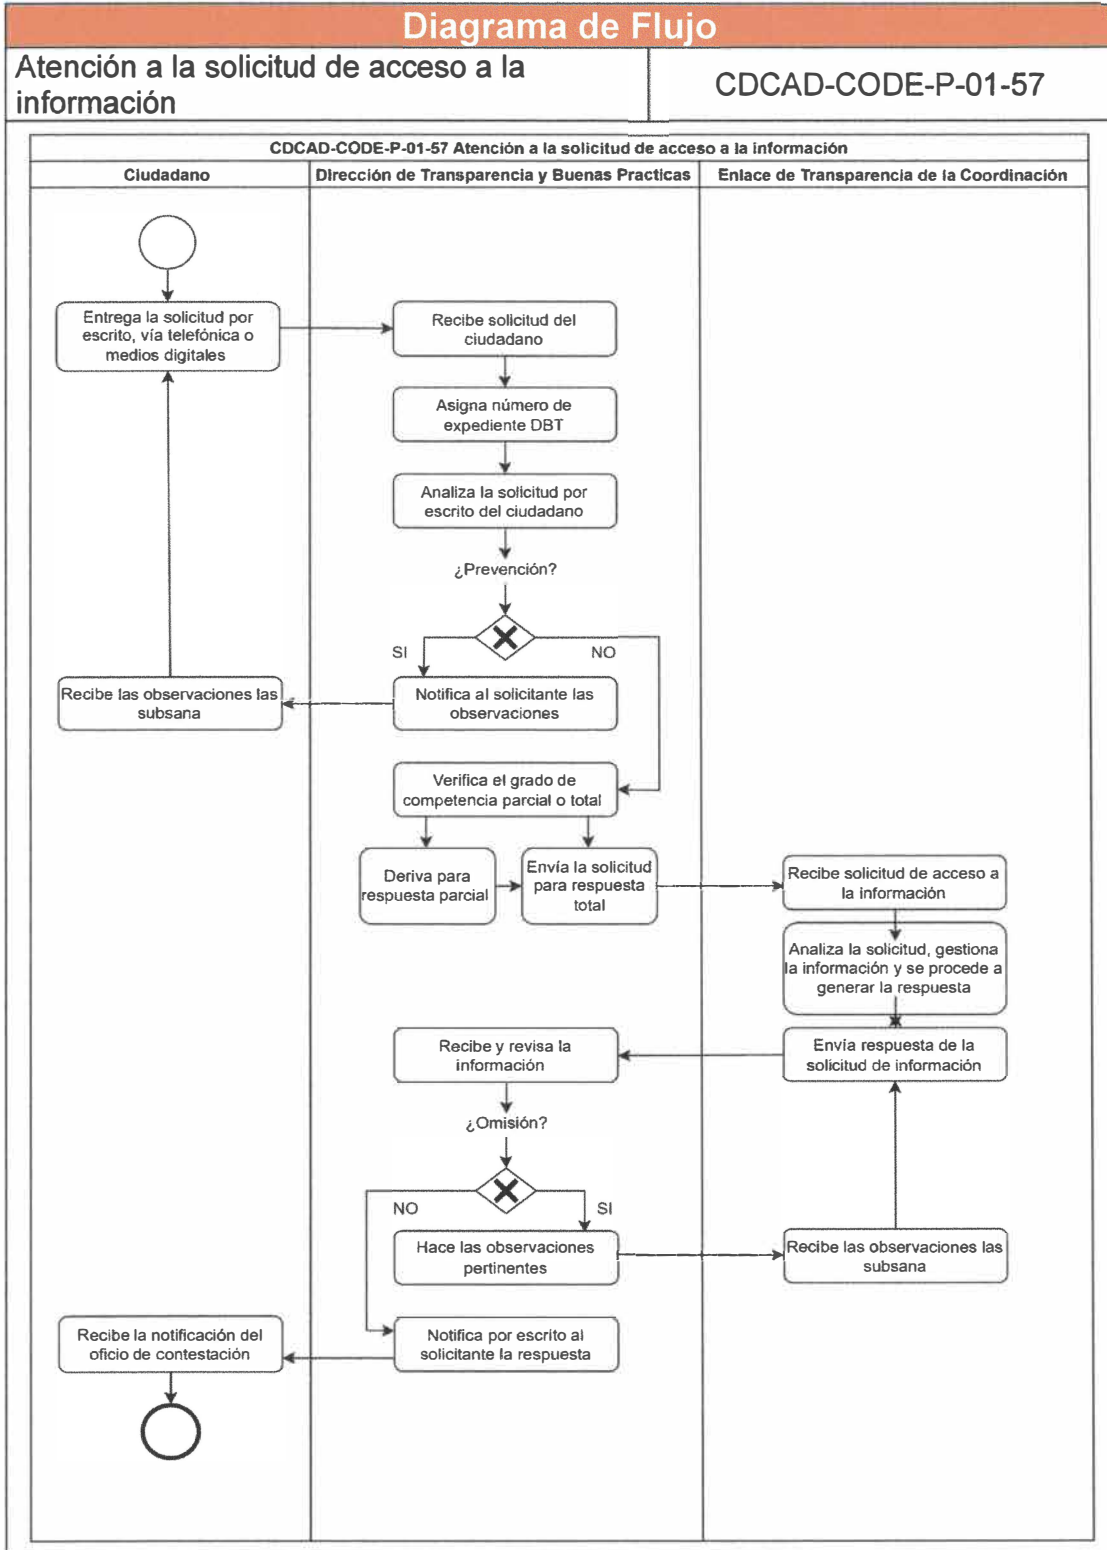 Diagrama de Flujo
Atención a la solicitud de acceso a la
información
CDCAD-CODE-P-01-57
CDCAD-CODE-P-01-57 Atención a la solicitud de acceso a la información
Ciudadano
Dirección de Transparencia y Buenas Practicas
Enlace de Transparencia de la Coordinación
Entrega la solicitud por
escrito, vía telefónica o
medios digitales
Recibe solicitud del
ciudadano
Asigna número de
expediente DBT
Analiza la solicitud por
escrito del ciudadano
¿Prevención?
SI
NO
Recibe las observaciones las
subsana
Notifica al solicitante las
observaciones
Verifica el grado de
competencia parcial o total
Deriva para
respuesta parcial
Envía la solicitud
para respuesta
total
Recibe solicitud de acceso a
la información
Analiza la solicitud, gestiona
la información y se procede a
generar la respuesta
Recibe y revisa la
información
Envía respuesta de la
solicitud de información
¿Omisión?
NO
SI
Hace las observaciones
pertinentes
Recibe las observaciones las
subsana
Recibe la notificación del
oficio de contestación
Notifica por escrito al
solicitante la respuesta